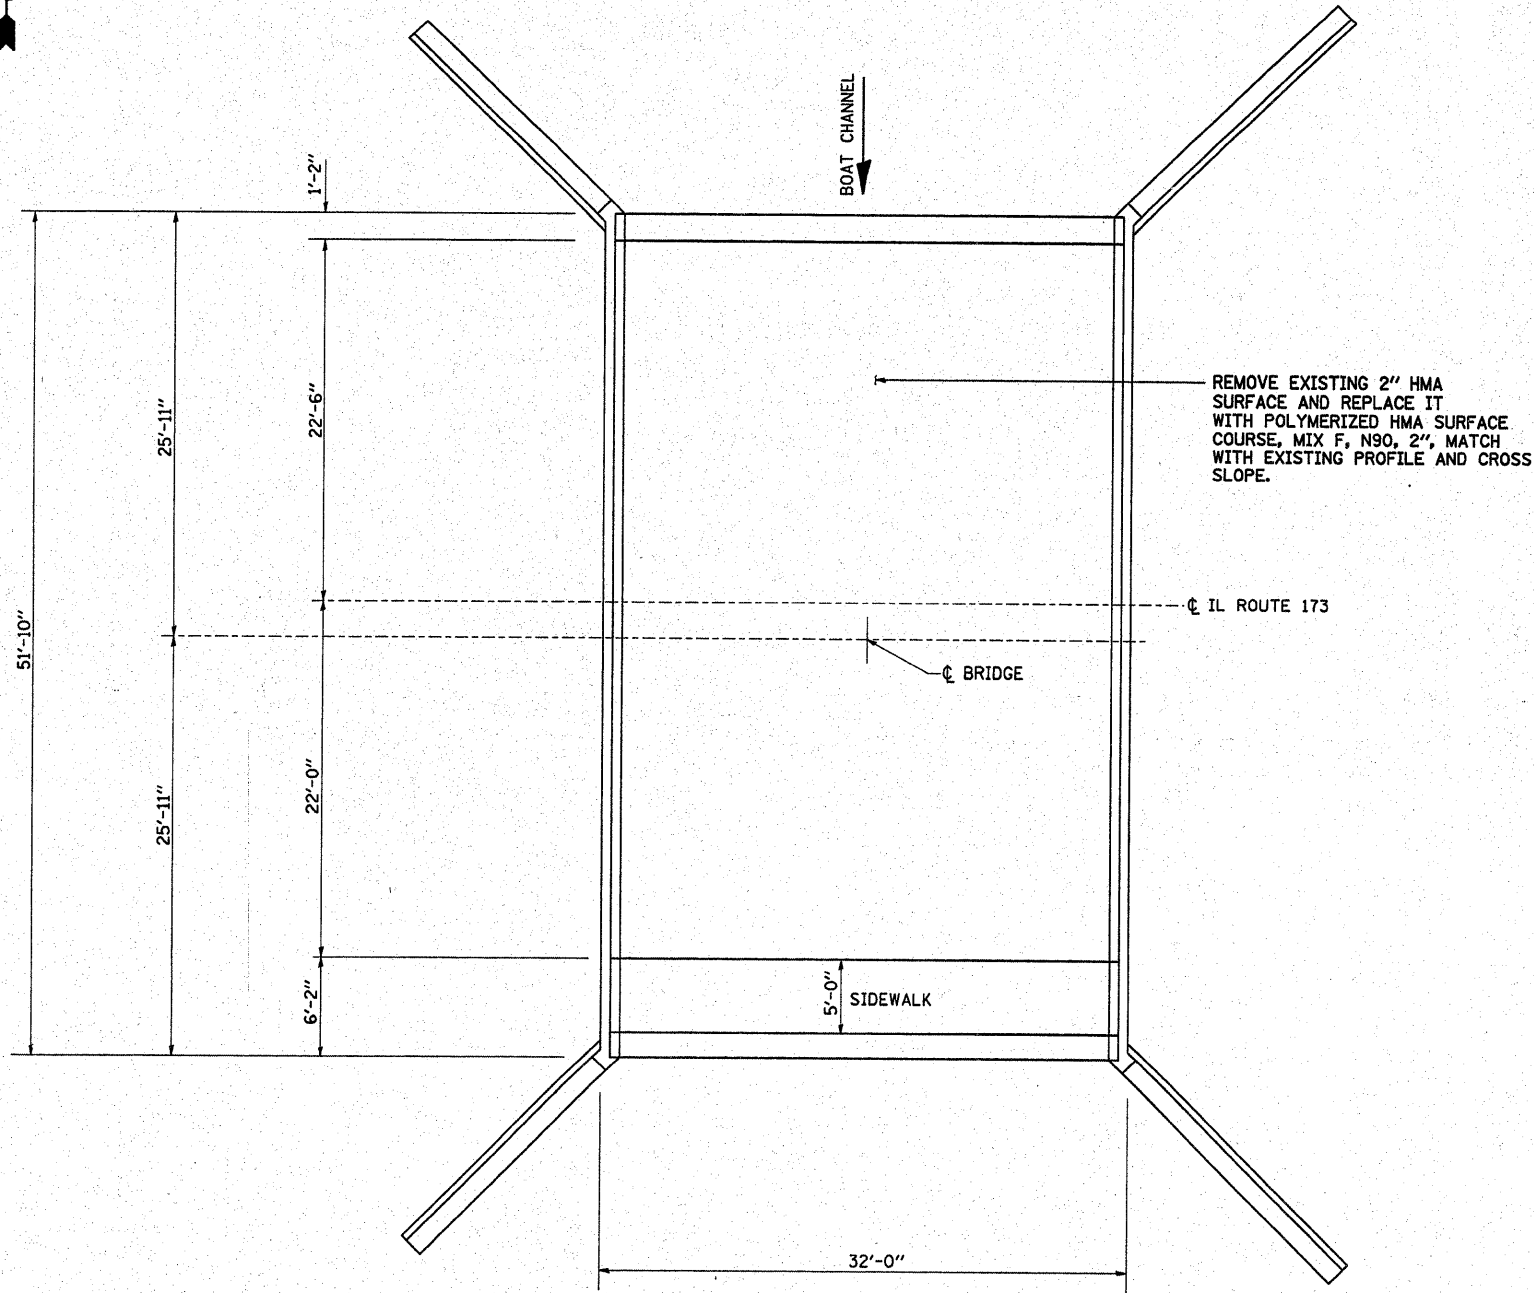 BOAT CHANNEL
1'-2"
22'-6"
25'-11"
REMOVE EXISTING 2" HMA
SURFACE AND REPLACE IT
WITH POLYMERIZED HMA SURFACE
COURSE, MIX F, N90, 2", MATCH
WITH EXISTING PROFILE AND CROSS
SLOPE.
℄ IL ROUTE 173
51'-10"
℄ BRIDGE
22'-0"
25'-11"
6'-2"
5'-0"
SIDEWALK
32'-0"